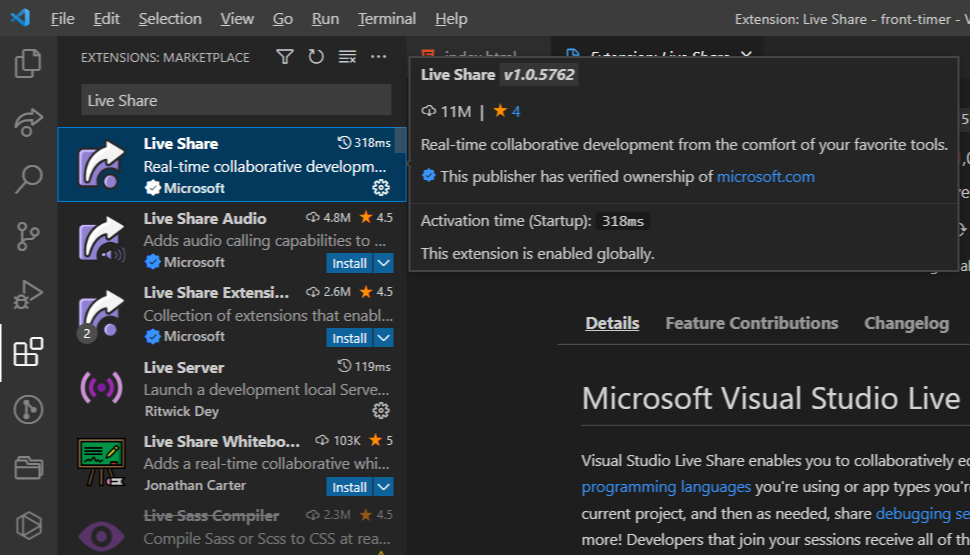 File Edit Selection View Go Run Terminal Help
Extension: Live Share - front-timer - V
EXTENSIONS: MARKETPLACE
index.html
Extension: Live Share
Live Share
Live Share v1.0.5762
11M | 4
Real-time collaborative development from the comfort of your favorite tools.
This publisher has verified ownership of microsoft.com
Activation time (Startup): 318ms
This extension is enabled globally.
Live Share 318ms
Real-time collaborative developm...
Microsoft
Live Share Audio 4.8M 4.5
Adds audio calling capabilities to ...
Microsoft Install
Live Share Extensi... 2.6M 4.5
Collection of extensions that enabl...
2
Microsoft Install
Live Server 119ms
Launch a development local Serve...
Ritwick Dey
Live Share Whitebo... 103K 5
Adds a real-time collaborative whi...
Jonathan Carter Install
Live Sass Compiler 2.3M 4.5
Compile Sass or Scss to CSS at rea...
Details Feature Contributions Changelog
Microsoft Visual Studio Live
Visual Studio Live Share enables you to collaboratively e
programming languages you're using or app types you'r
current project, and then as needed, share debugging se
more! Developers that join your sessions receive all of th